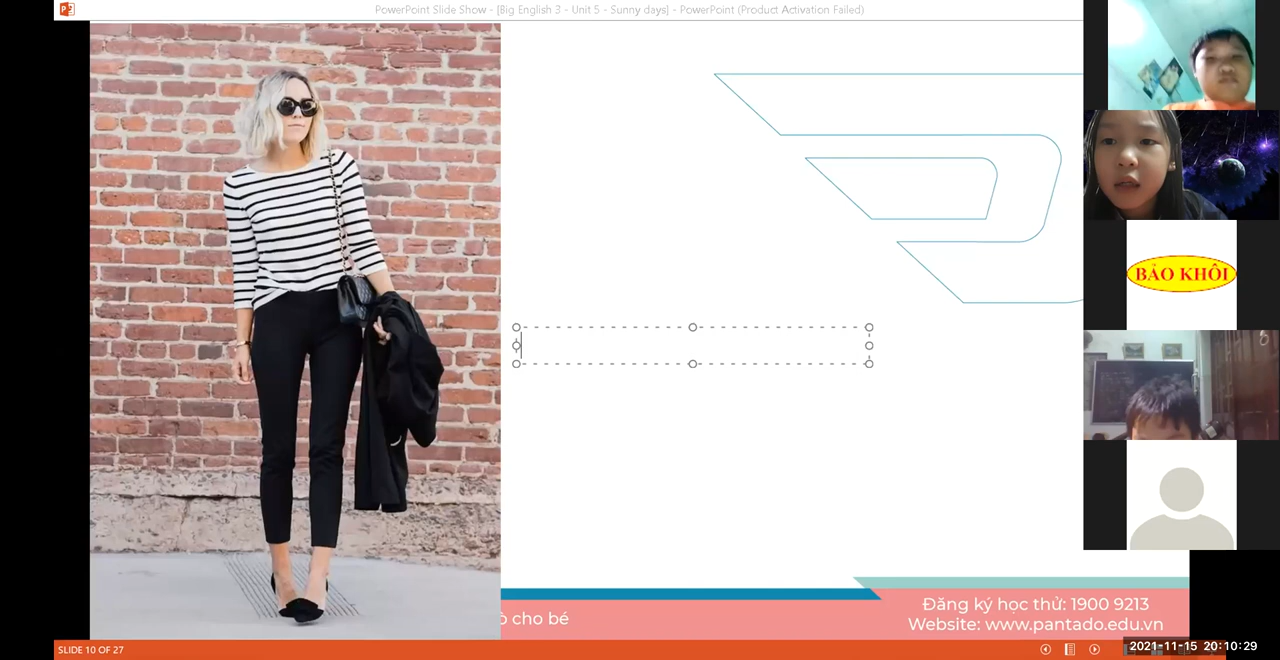 PowerPoint Slide Show - [Big English 3 - Unit 5 - Sunny days] - PowerPoint (Product Activation Failed)
BẢO KHÔI
cho bé
Đăng ký học thử: 1900 9213
Website: www.pantado.edu.vn
SLIDE 10 OF 27
2021-11-15 20:10:29